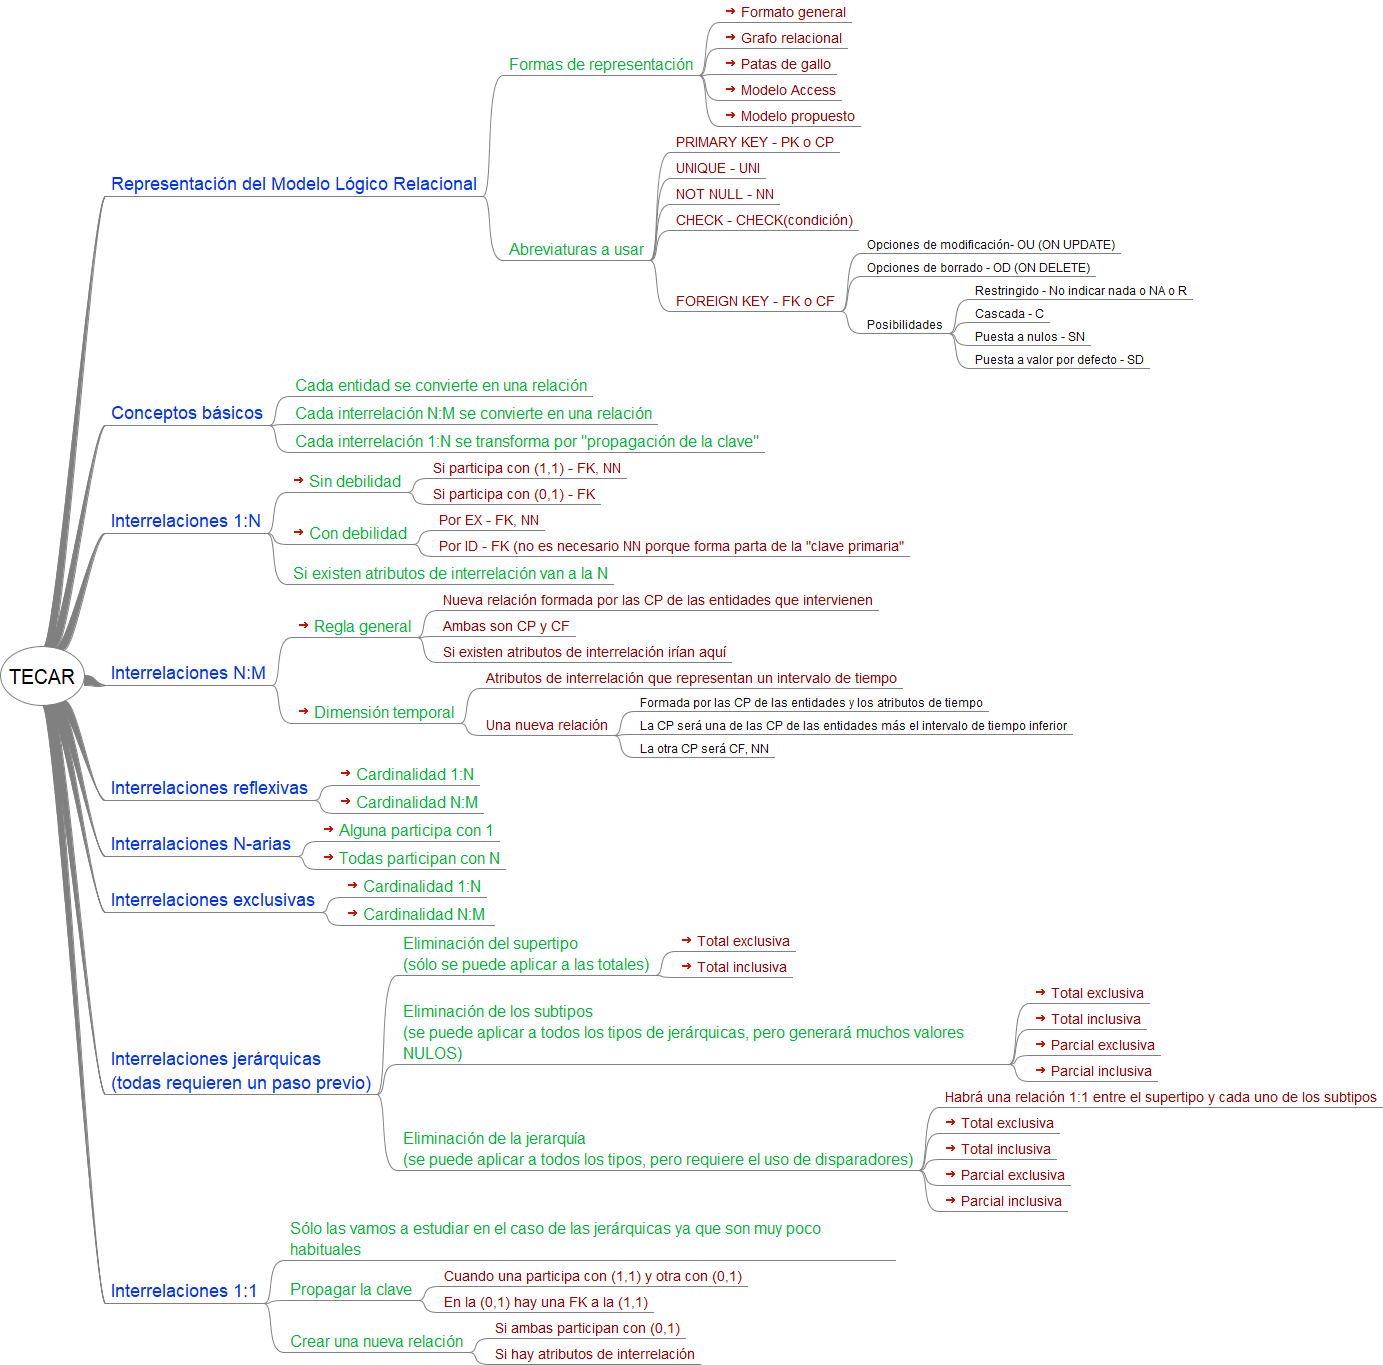 TECAR
Representación del Modelo Lógico Relacional
Formas de representación
Formato general
Grafo relacional
Patas de gallo
Modelo Access
Modelo propuesto
Abreviaturas a usar
PRIMARY KEY - PK o CP
UNIQUE - UNI
NOT NULL - NN
CHECK - CHECK(condición)
FOREIGN KEY - FK o CF
Opciones de modificación- OU (ON UPDATE)
Opciones de borrado - OD (ON DELETE)
Posibilidades
Restringido - No indicar nada o NA o R
Cascada - C
Puesta a nulos - SN
Puesta a valor por defecto - SD
Conceptos básicos
Cada entidad se convierte en una relación
Cada interrelación N:M se convierte en una relación
Cada interrelación 1:N se transforma por "propagación de la clave"
Interrelaciones 1:N
Sin debilidad
Si participa con (1,1) - FK, NN
Si participa con (0,1) - FK
Con debilidad
Por EX - FK, NN
Por ID - FK (no es necesario NN porque forma parta de la "clave primaria"
Si existen atributos de interrelación van a la N
Interrelaciones N:M
Regla general
Nueva relación formada por las CP de las entidades que intervienen
Ambas son CP y CF
Si existen atributos de interrelación irían aquí
Dimensión temporal
Atributos de interrelación que representan un intervalo de tiempo
Una nueva relación
Formada por las CP de las entidades y los atributos de tiempo
La CP será una de las CP de las entidades más el intervalo de tiempo inferior
La otra CP será CF, NN
Interrelaciones reflexivas
Cardinalidad 1:N
Cardinalidad N:M
Interralaciones N-arias
Alguna participa con 1
Todas participan con N
Interrelaciones exclusivas
Cardinalidad 1:N
Cardinalidad N:M
Interrelaciones jerárquicas
(todas requieren un paso previo)
Eliminación del supertipo
(sólo se puede aplicar a las totales)
Total exclusiva
Total inclusiva
Eliminación de los subtipos
(se puede aplicar a todos los tipos de jerárquicas, pero generará muchos valores
NULOS)
Total exclusiva
Total inclusiva
Parcial exclusiva
Parcial inclusiva
Eliminación de la jerarquía
(se puede aplicar a todos los tipos, pero requiere el uso de disparadores)
Habrá una relación 1:1 entre el supertipo y cada uno de los subtipos
Total exclusiva
Total inclusiva
Parcial exclusiva
Parcial inclusiva
Interrelaciones 1:1
Sólo las vamos a estudiar en el caso de las jerárquicas ya que son muy poco
habituales
Propagar la clave
Cuando una participa con (1,1) y otra con (0,1)
En la (0,1) hay una FK a la (1,1)
Crear una nueva relación
Si ambas participan con (0,1)
Si hay atributos de interrelación